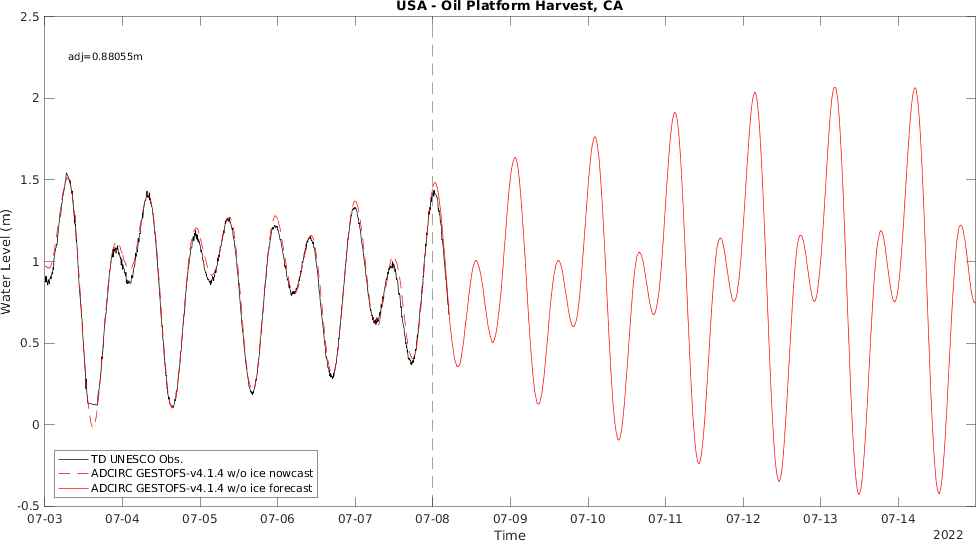 USA - Oil Platform Harvest, CA
2.5
adj=0.88055m
2
1.5
1
0.5
0
-0.5
Water Level (m)
TD UNESCO Obs.
ADCIRC GESTOFS-v4.1.4 w/o ice nowcast
ADCIRC GESTOFS-v4.1.4 w/o ice forecast
07-03 07-04 07-05 07-06 07-07 07-08 07-09 07-10 07-11 07-12 07-13 07-14
Time
2022